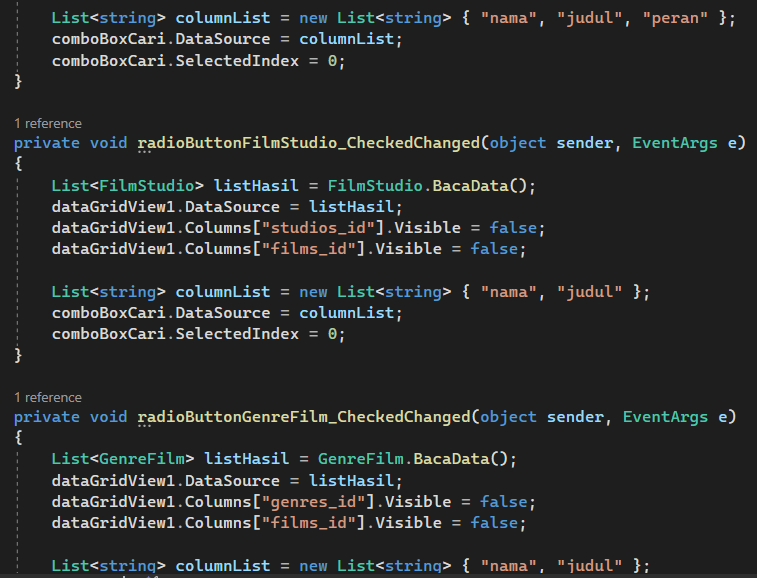 List<string> columnList = new List<string> { "nama", "judul", "peran" };
comboBoxCari.DataSource = columnList;
comboBoxCari.SelectedIndex = 0;
}
1 reference
private void radioButtonFilmStudio_CheckedChanged(object sender, EventArgs e)
{
List<FilmStudio> listHasil = FilmStudio.BacaData();
dataGridView1.DataSource = listHasil;
dataGridView1.Columns["studios_id"].Visible = false;
dataGridView1.Columns["films_id"].Visible = false;
List<string> columnList = new List<string> { "nama", "judul" };
comboBoxCari.DataSource = columnList;
comboBoxCari.SelectedIndex = 0;
}
1 reference
private void radioButtonGenreFilm_CheckedChanged(object sender, EventArgs e)
{
List<GenreFilm> listHasil = GenreFilm.BacaData();
dataGridView1.DataSource = listHasil;
dataGridView1.Columns["genres_id"].Visible = false;
dataGridView1.Columns["films_id"].Visible = false;
List<string> columnList = new List<string> { "nama", "judul" };